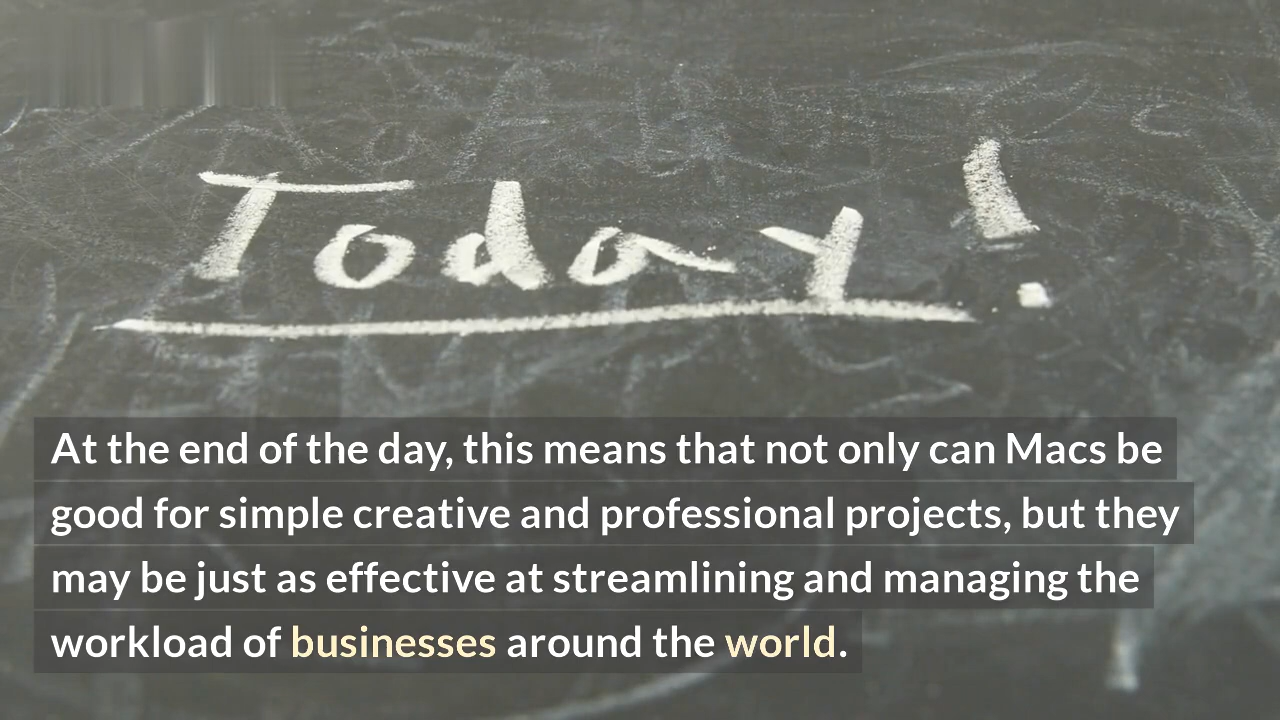 Today!
At the end of the day, this means that not only can Macs be
good for simple creative and professional projects, but they
may be just as effective at streamlining and managing the
workload of businesses around the world.